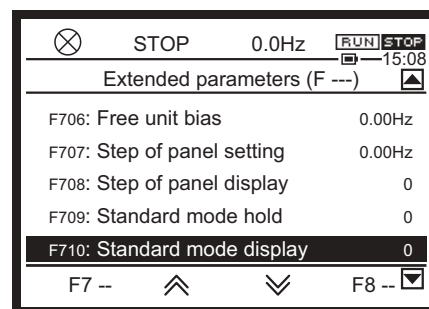 STOP 0.0Hz RUN STOP
15:08
Extended parameters (F ---)
F706: Free unit bias 0.00Hz
F707: Step of panel setting 0.00Hz
F708: Step of panel display 0
F709: Standard mode hold 0
F710: Standard mode display 0
F7 -- F8 --